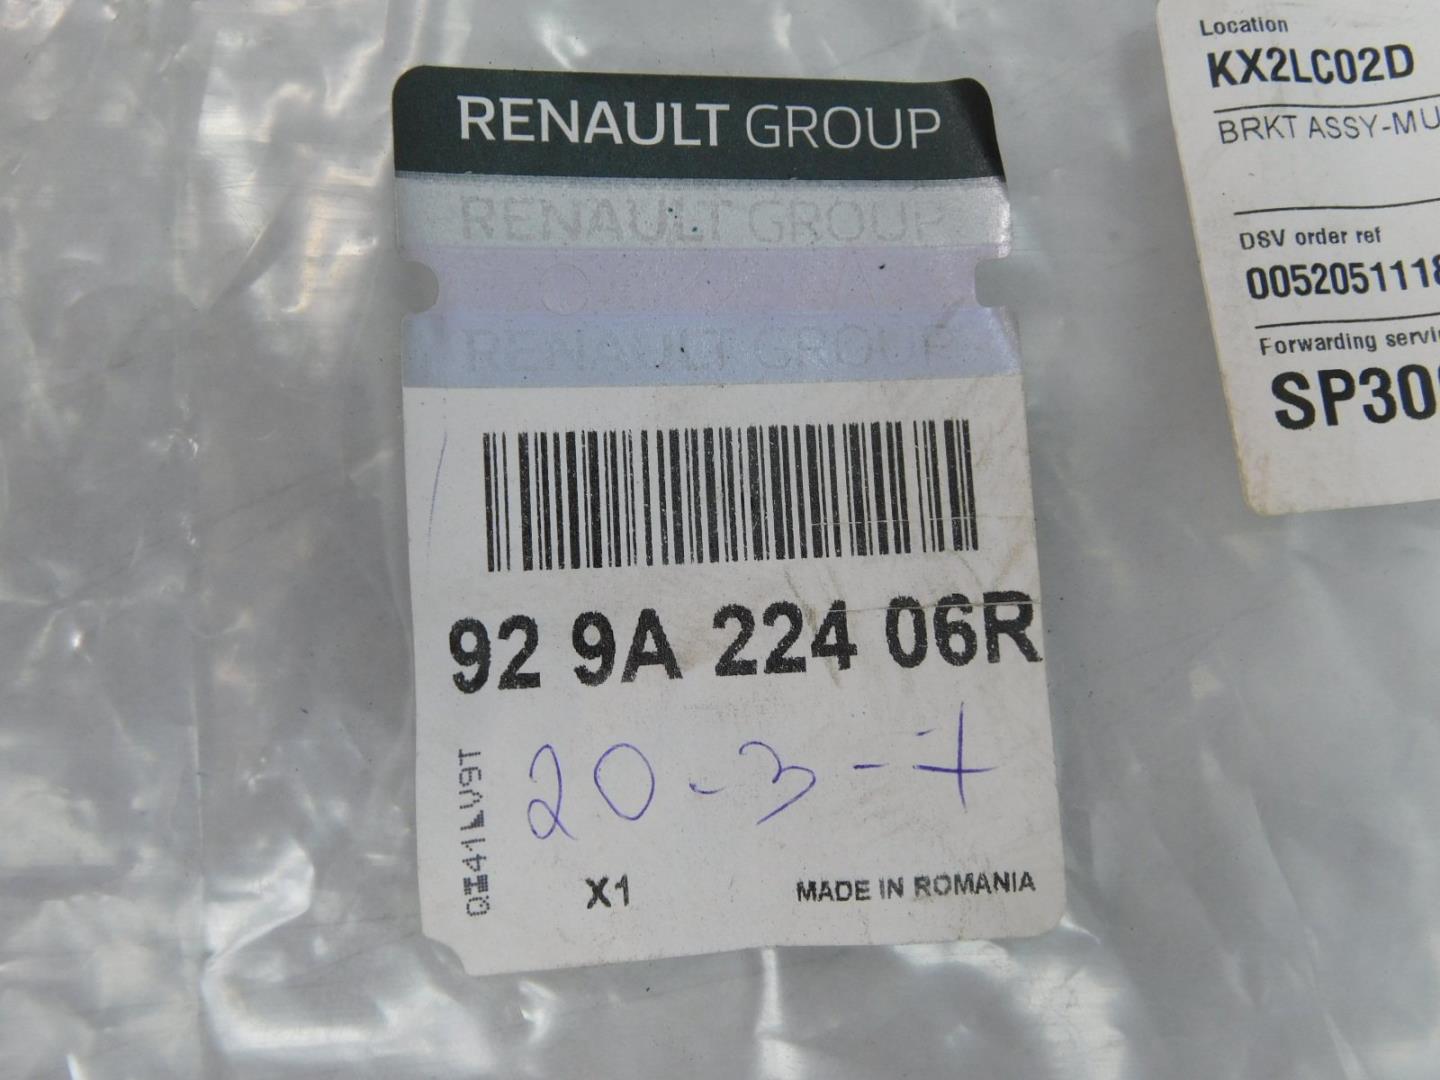 RENAULT GROUP
RENAULT GROUP
RENAULT GROUP
92 9A 224 06R
20-3-7
X1
MADE IN ROMANIA
Location
KX2LC02D
BRKT ASSY-MU
DSV order ref
0052051118
Forwarding servi
SP30